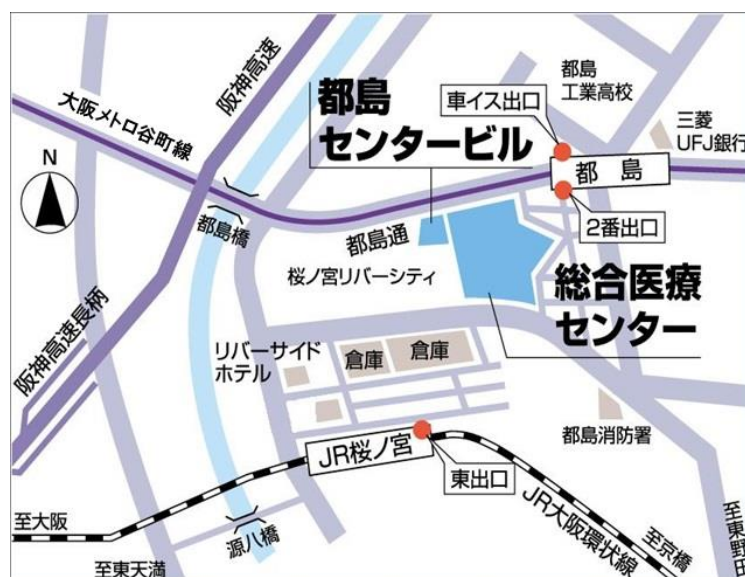 阪神高速
大阪メトロ谷町線
N
都島
センタービル
車イス出口
都島
工業高校
三菱
UFJ銀行
都島
2番出口
都島橋
都島通
桜ノ宮リバーシティ
総合医療
センター
阪神高速長柄
リバーサイド
ホテル
倉庫
倉庫
都島消防署
JR桜ノ宮
東出口
JR大阪環状線
至大阪
至東天満
源八橋
至京橋
至東野田